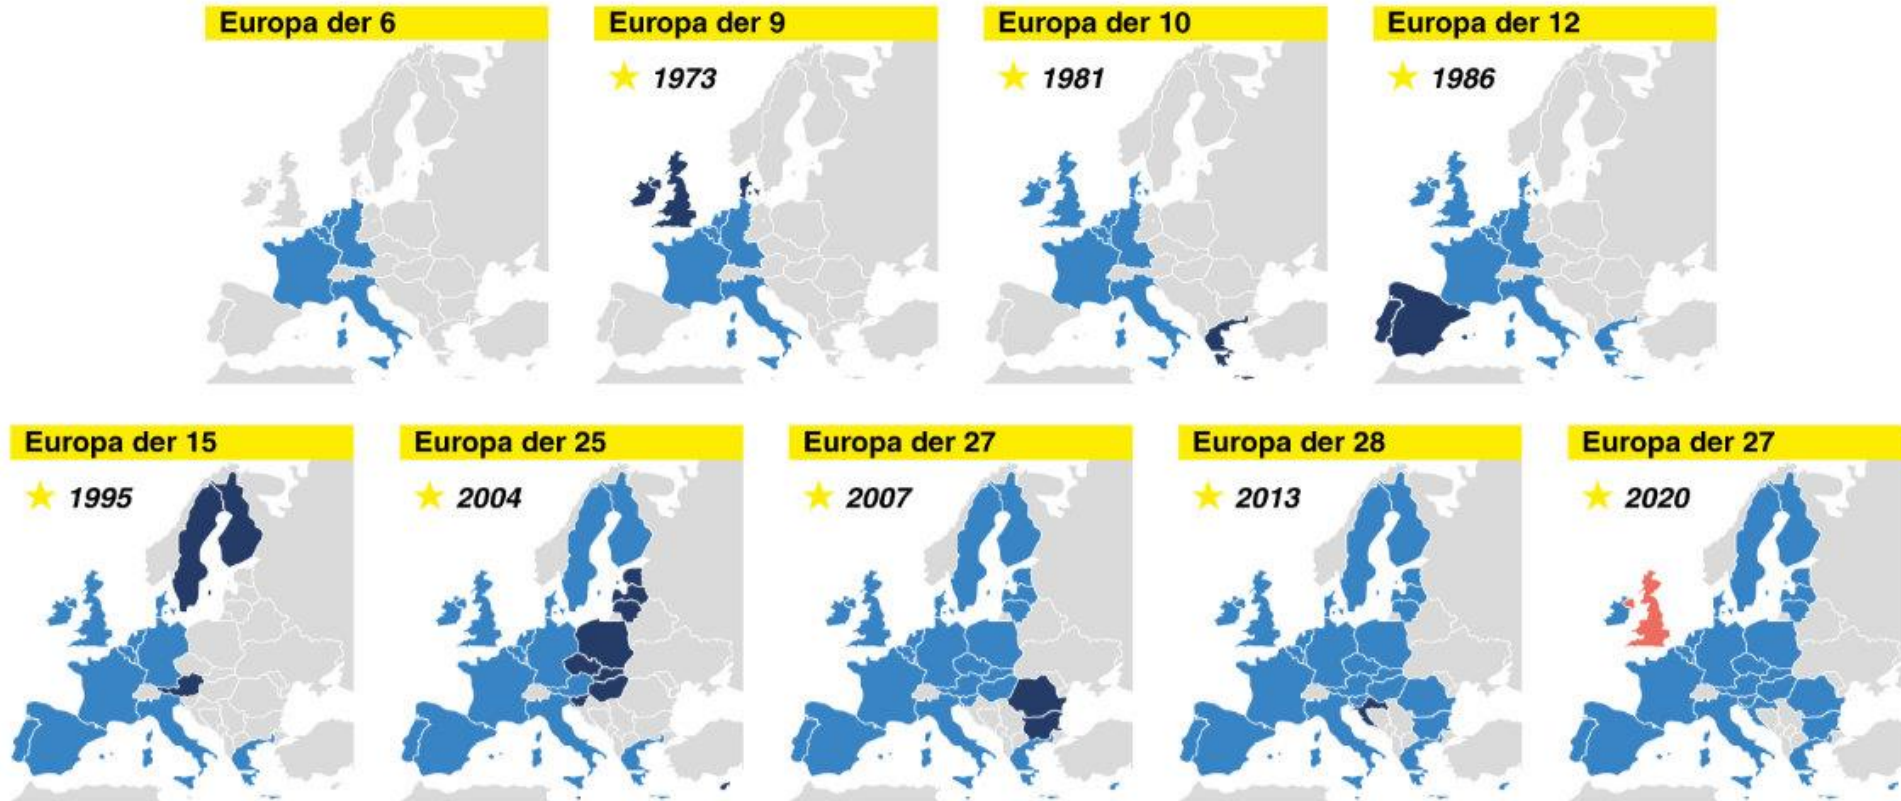 Europa der 6
Europa der 9
1973
Europa der 10
1981
Europa der 12
1986
Europa der 15
1995
Europa der 25
2004
Europa der 27
2007
Europa der 28
2013
Europa der 27
2020